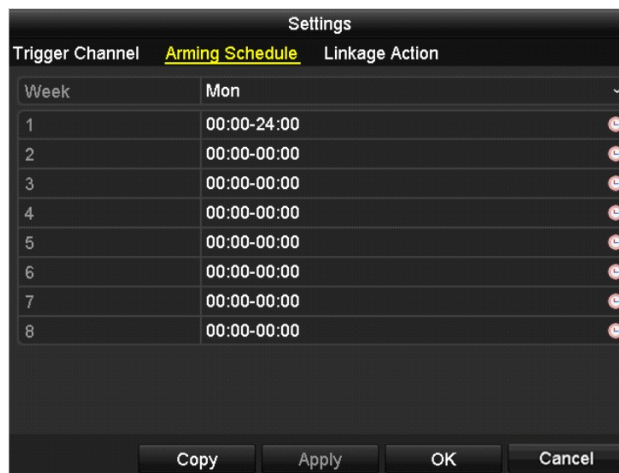 Settings
Trigger Channel Arming Schedule Linkage Action
Week Mon
1 00:00-24:00
2 00:00-00:00
3 00:00-00:00
4 00:00-00:00
5 00:00-00:00
6 00:00-00:00
7 00:00-00:00
8 00:00-00:00
Copy Apply OK Cancel